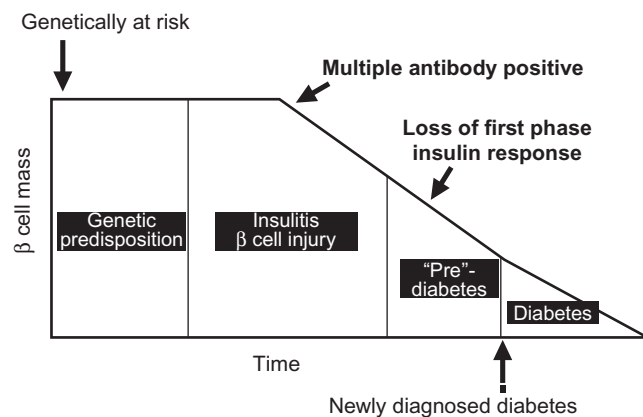 Genetically at risk
Multiple antibody positive
Loss of first phase
insulin response
β cell mass
Genetic
predisposition
Insulitis
β cell injury
“Pre”-
diabetes
Diabetes
Time
Newly diagnosed diabetes